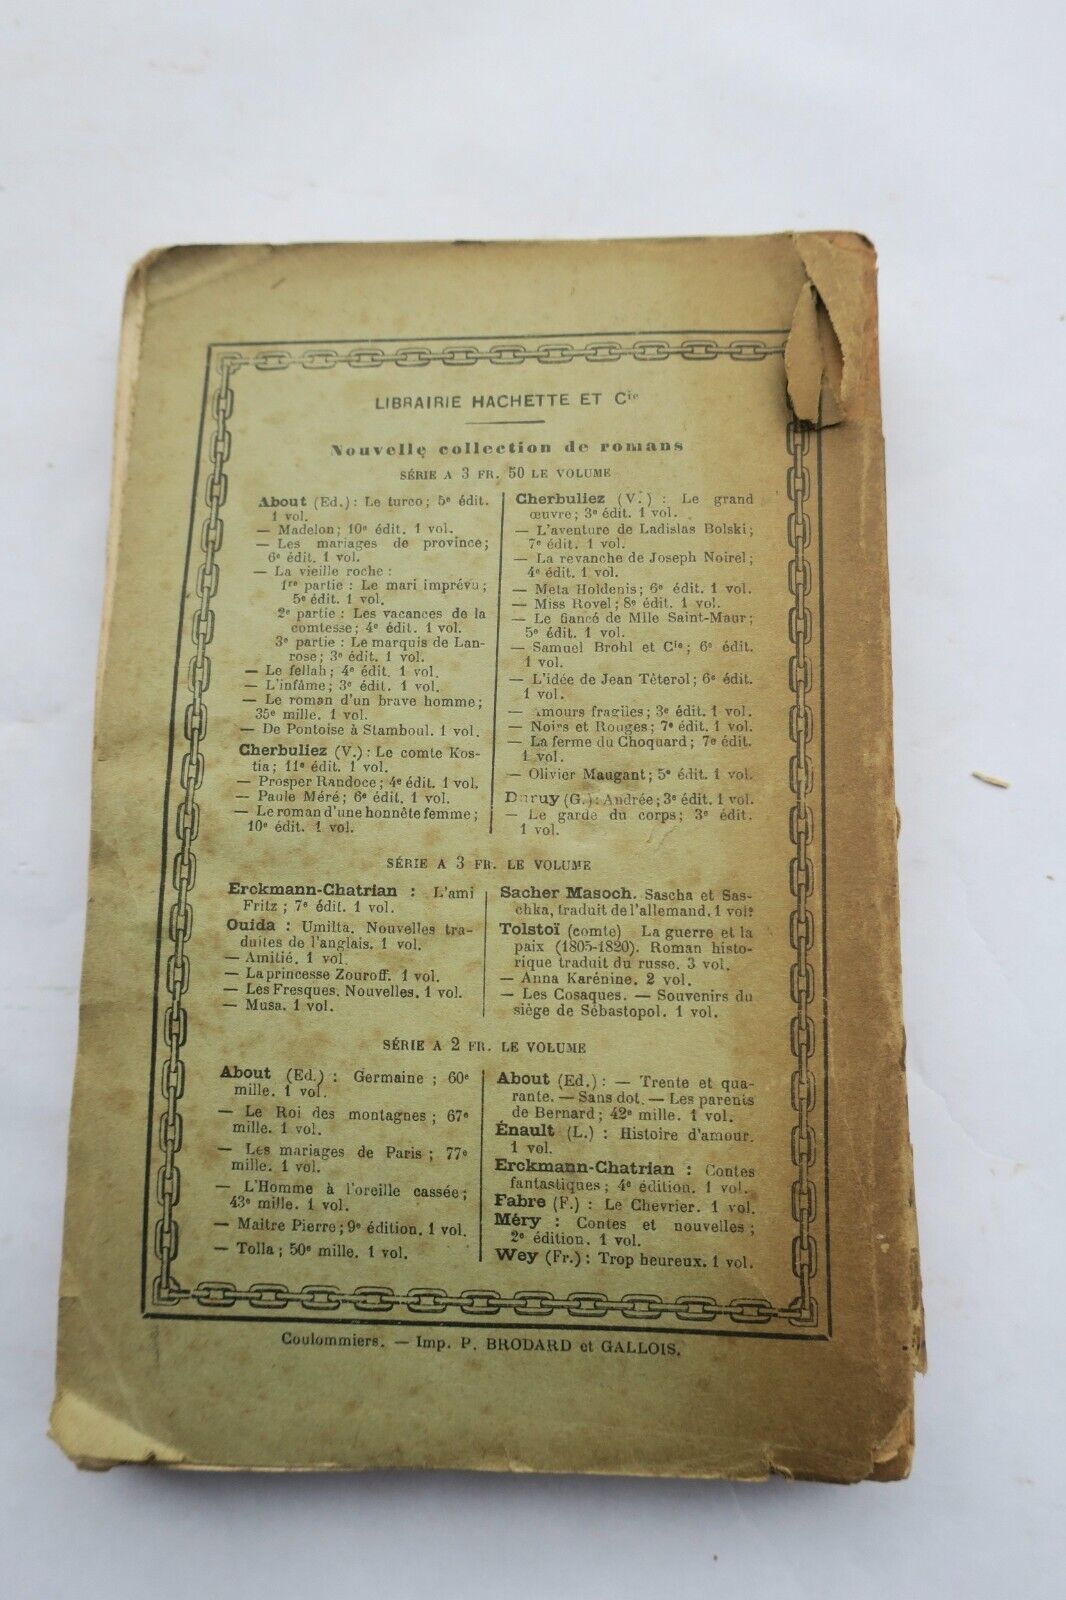 LIBRAIRIE HACHETTE ET Cie
Nouvelle collection de romans
SÉRIE A 3 FR. 50 LE VOLUME
About (Ed.): Le turco; 5e édit.
1 vol.
— Madelon; 10e édit. 1 vol.
— Les mariages de province;
6e édit. 1 vol.
— La vieille roche :
1re partie : Le mari imprévu;
5e édit. 1 vol.
2e partie : Les vacances de la
comtesse; 4e édit. 1 vol.
3e partie : Le marquis de Lan-
rose; 3e édit. 1 vol.
— Le fellah; 4e édit. 1 vol.
— L'infâme; 3e édit. 1 vol.
— Le roman d'un brave homme;
35e mille. 1 vol.
— De Pontoise à Stamboul. 1 vol.
Cherbuliez (V.): Le comte Kos-
tia; 11e édit. 1 vol.
— Prosper Randoce; 4e édit. 1 vol.
— Paule Méré; 6e édit. 1 vol.
— Le roman d'une honnête femme;
10e édit. 1 vol.
Cherbuliez (V.) : Le grand
œuvre; 3e édit. 1 vol.
— L'aventure de Ladislas Bolski;
7e édit. 1 vol.
— La revanche de Joseph Noirel;
4e édit. 1 vol.
— Meta Holdenis; 6e édit. 1 vol.
— Miss Rovel; 8e édit. 1 vol.
— Le fiancé de Mlle Saint-Maur;
5e édit. 1 vol.
— Samuel Brohl et Cie; 6e édit.
1 vol.
— L'idée de Jean Têterol; 6e édit.
1 vol.
— Amours fragiles; 3e édit. 1 vol.
— Noirs et Rouges; 7e édit. 1 vol.
— La ferme du Choquard; 7e édit.
1 vol.
— Olivier Maugant; 5e édit. 1 vol.
Duruy (G.): Andrée; 3e édit. 1 vol.
— Le garde du corps; 3e édit.
1 vol.
SÉRIE A 3 FR. LE VOLUME
Erckmann-Chatrian : L'ami
Fritz ; 7e édit. 1 vol.
Ouida : Umilta. Nouvelles tra-
duites de l'anglais. 1 vol.
— Amitié. 1 vol.
— La princesse Zouroff. 1 vol.
— Les Fresques. Nouvelles. 1 vol.
— Musa. 1 vol.
Sacher Masoch. Sascha et Sas-
chka, traduit de l'allemand. 1 vol.
Tolstoï (comte) La guerre et la
paix (1805-1820). Roman histo-
rique traduit du russe. 3 vol.
— Anna Karénine. 2 vol.
— Les Cosaques. — Souvenirs du
siège de Sébastopol. 1 vol.
SÉRIE A 2 FR. LE VOLUME
About (Ed.) : Germaine ; 60e
mille. 1 vol.
— Le Roi des montagnes ; 67e
mille. 1 vol.
— Les mariages de Paris ; 77e
mille. 1 vol.
— L'Homme à l'oreille cassée;
43e mille. 1 vol.
— Maitre Pierre; 9e édition. 1 vol.
— Tolla ; 50e mille. 1 vol.
About (Ed.) : — Trente et qua-
rante. — Sans dot. — Les parents
de Bernard; 42e mille. 1 vol.
Énault (L.) : Histoire d'amour.
1 vol.
Erckmann-Chatrian : Contes
fantastiques; 4e édition. 1 vol.
Fabre (F.) : Le Chevrier. 1 vol.
Méry : Contes et nouvelles ;
2e édition. 1 vol.
Wey (Fr.) : Trop heureux. 1 vol.
Coulommiers. — Imp. P. BRODARD et GALLOIS.